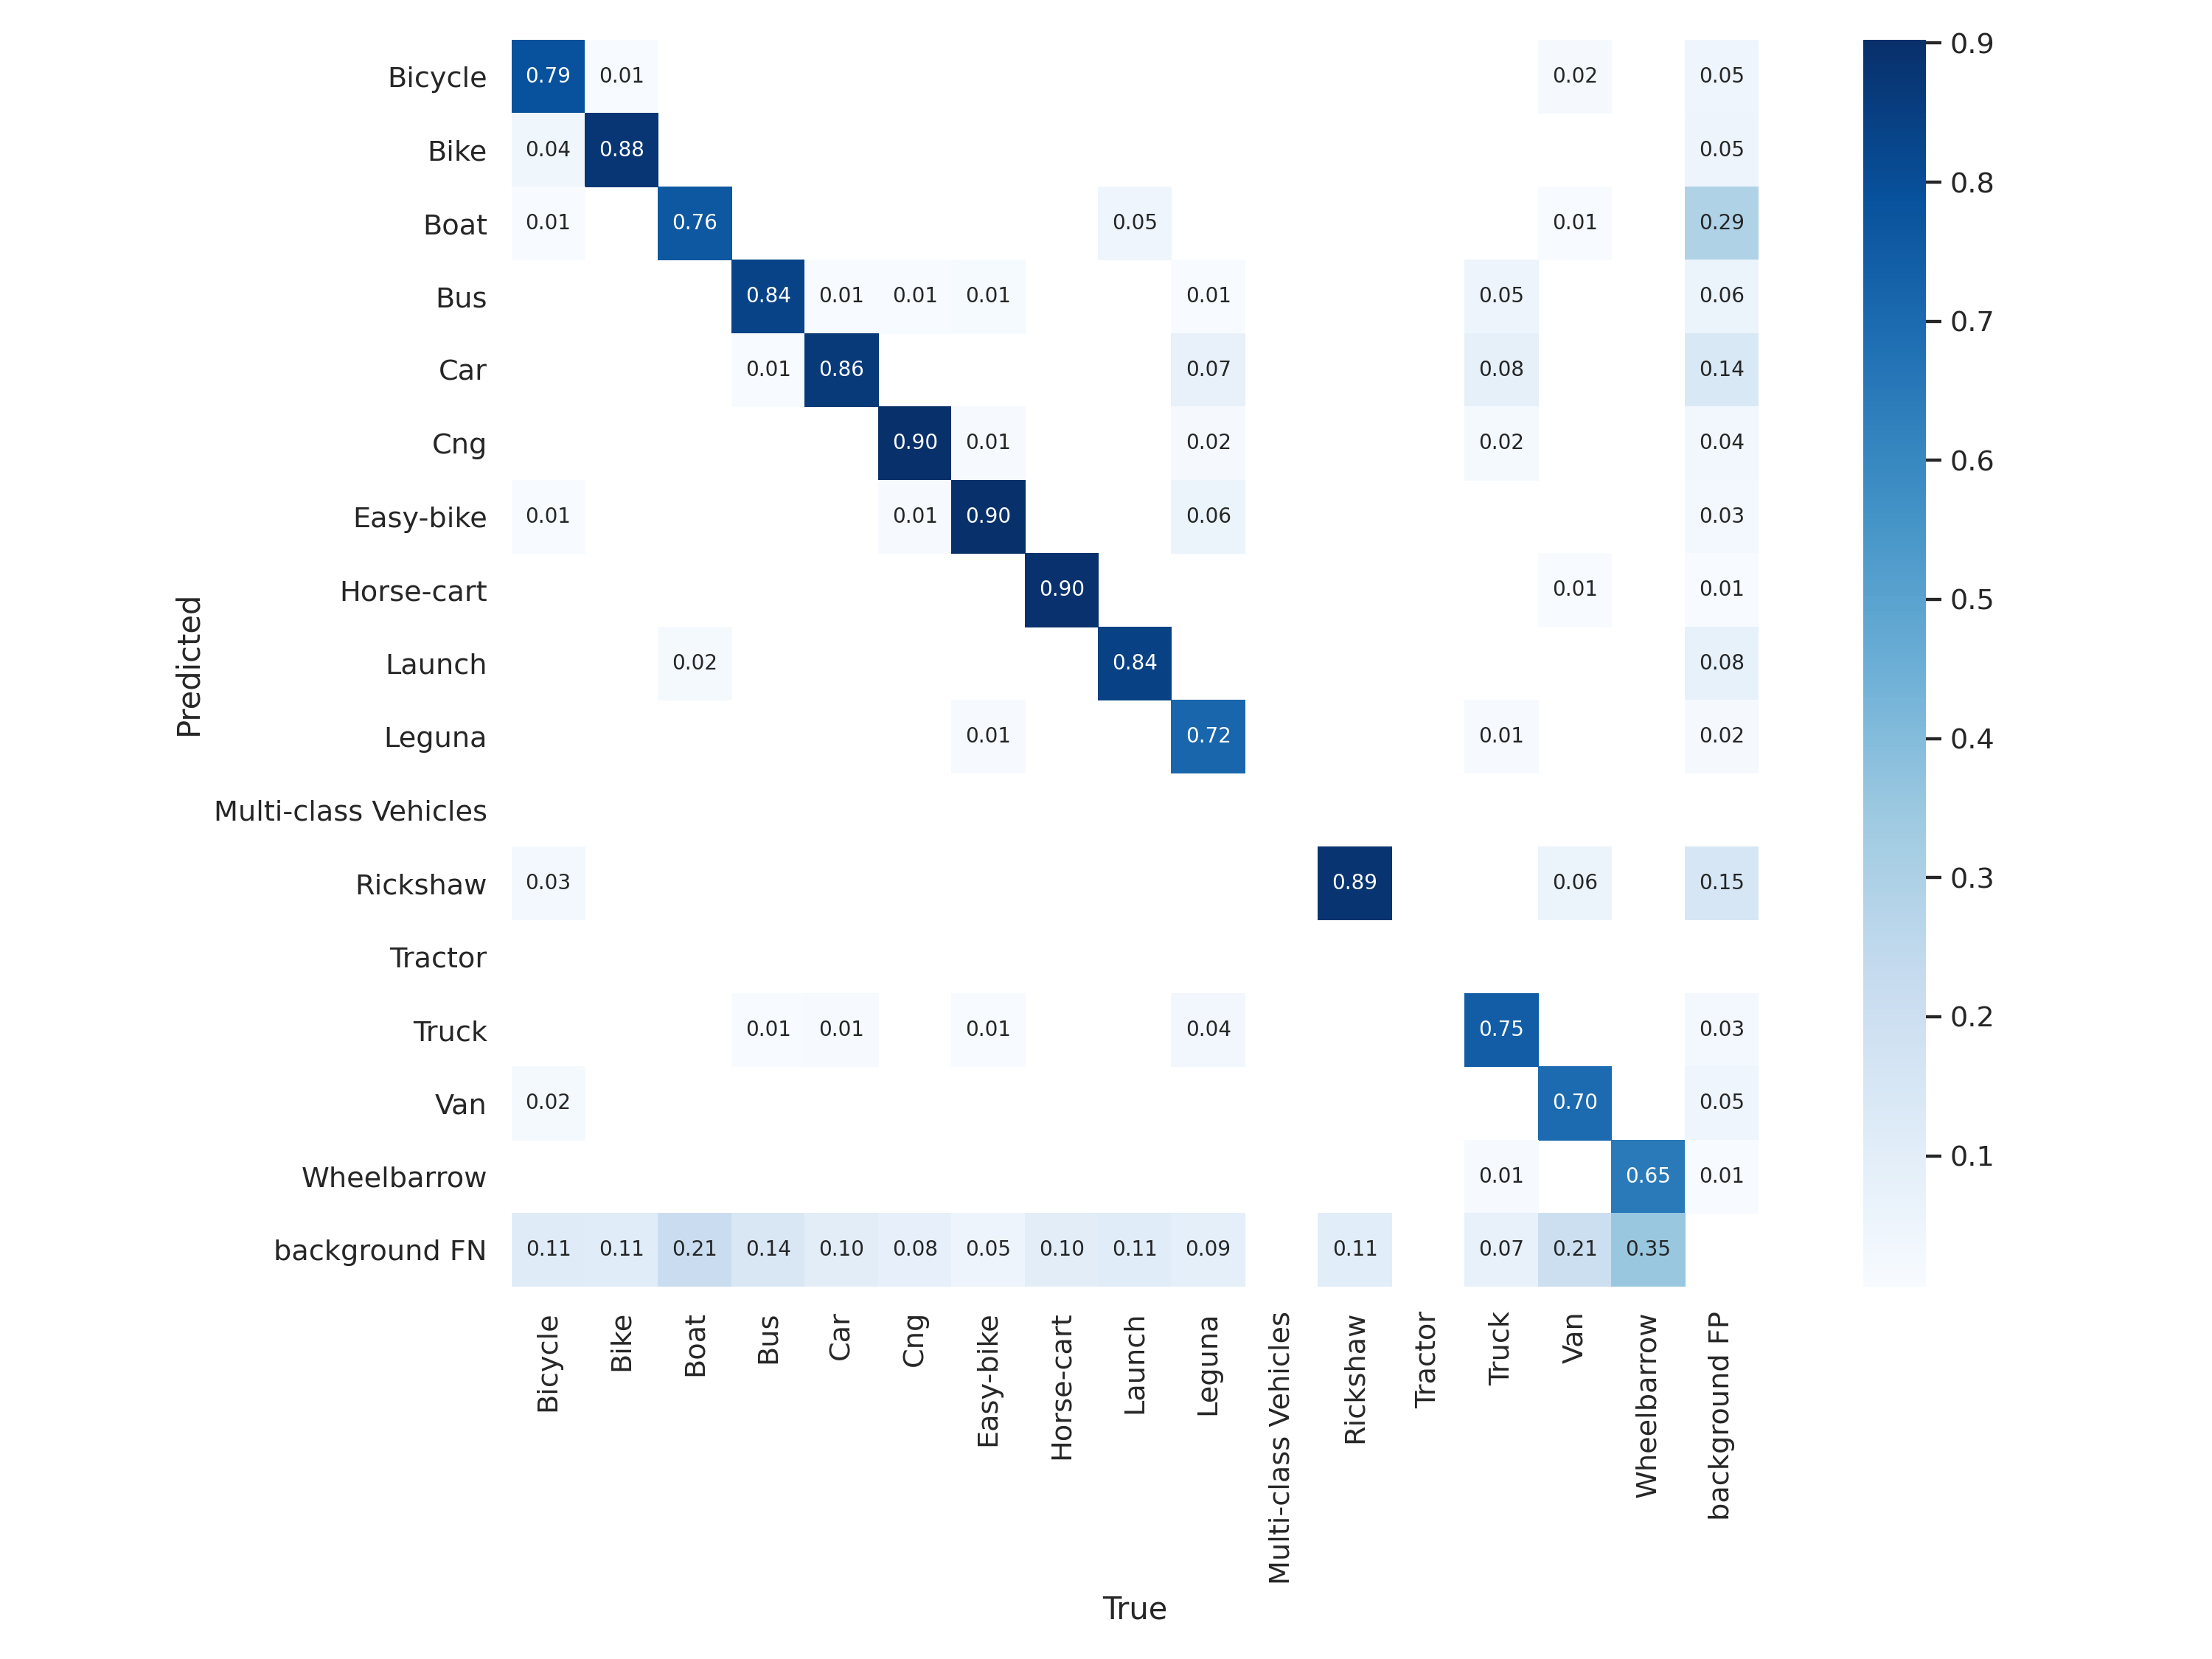 Bicycle 0.79 0.01 0.02 0.05 0.9
Bike 0.04 0.88 0.05
Boat 0.01 0.76 0.05 0.01 0.29 0.8
Bus 0.84 0.01 0.01 0.01 0.01 0.05 0.06
0.7
Car 0.01 0.86 0.07 0.08 0.14
Cng 0.90 0.01 0.02 0.02 0.04
0.6
Easy-bike 0.01 0.01 0.90 0.06 0.03
Horse-cart 0.90 0.01 0.01 0.5
Predicted
Launch 0.02 0.84 0.08
Leguna 0.01 0.72 0.01 0.02 0.4
Multi-class Vehicles
Rickshaw 0.03 0.89 0.06 0.15 0.3
Tractor
Truck 0.01 0.01 0.01 0.04 0.75 0.03 0.2
Van 0.02 0.70 0.05
Wheelbarrow 0.01 0.65 0.01 0.1
background FN 0.11 0.11 0.21 0.14 0.10 0.08 0.05 0.10 0.11 0.09 0.11 0.07 0.21 0.35
Bicycle
Bike
Boat
Bus
Car
Cng
Easy-bike
Horse-cart
Launch
Leguna
Multi-class Vehicles
Rickshaw
Tractor
Truck
Van
Wheelbarrow
background FP
True